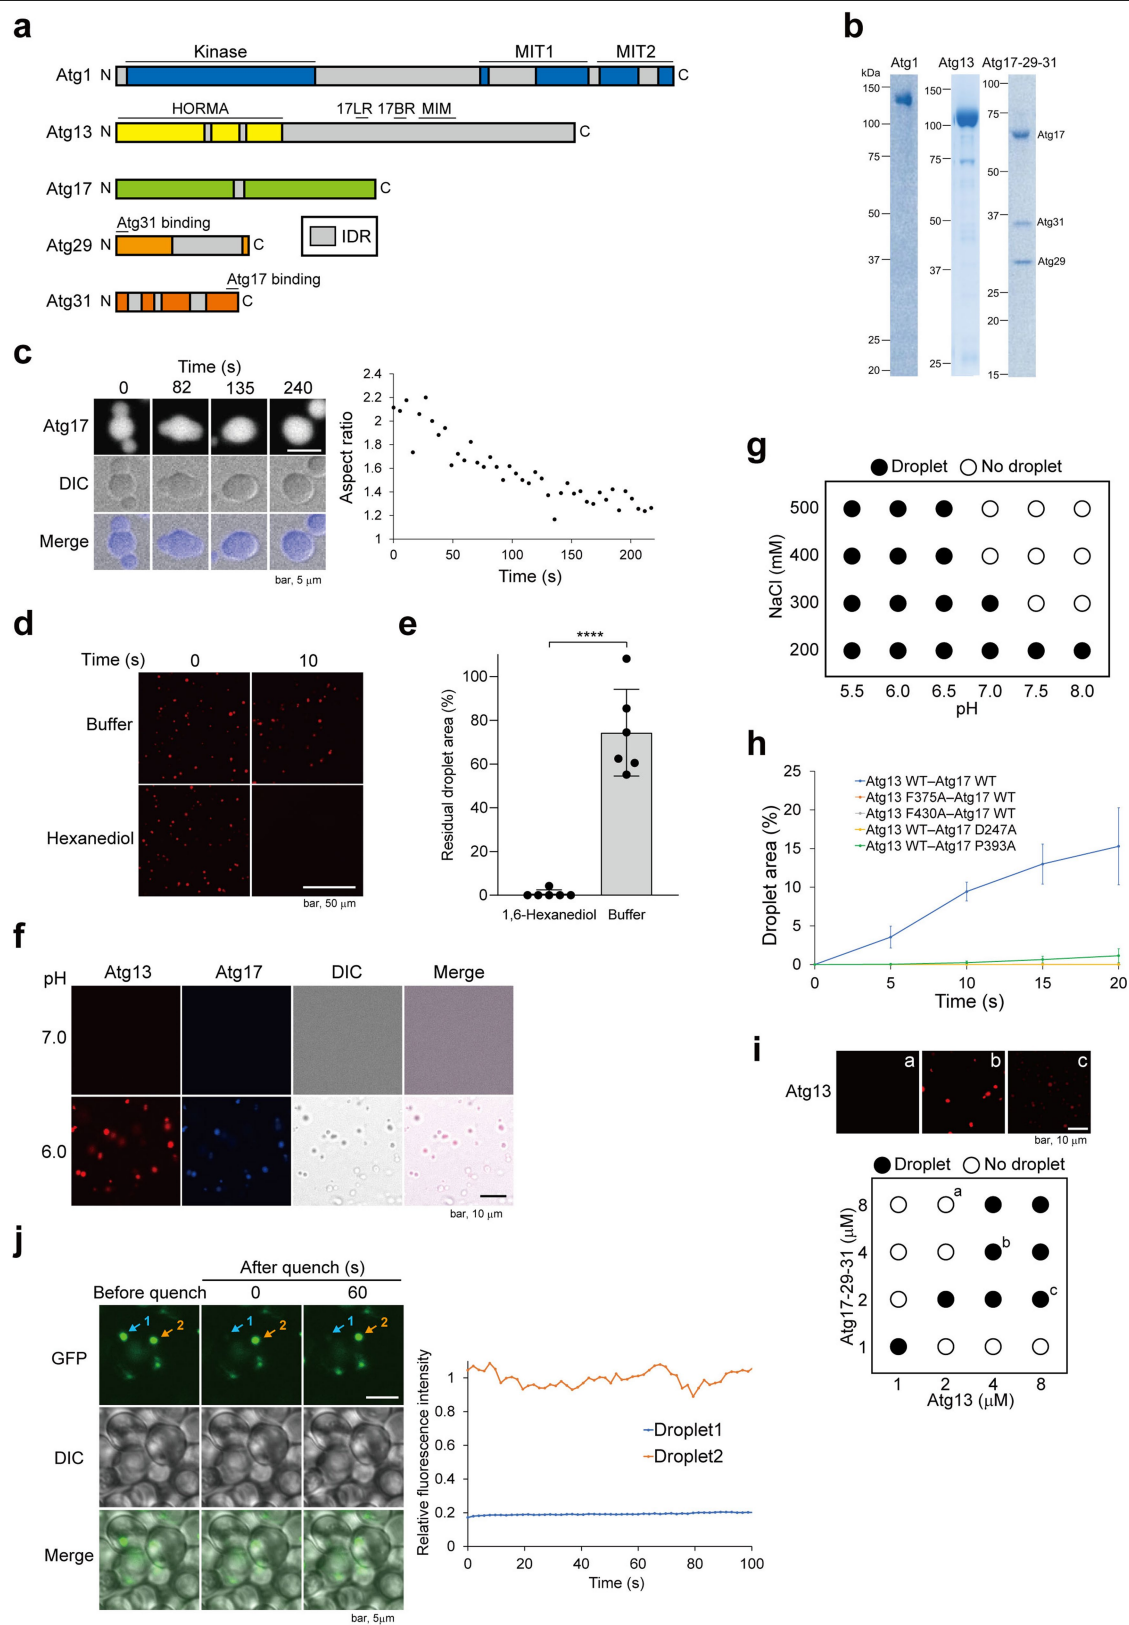 a
Kinase MIT1 MIT2
Atg1 N C
HORMA 17LR 17BR MIM
Atg13 N C
Atg17 N C
Atg31 binding
Atg29 N C
IDR
Atg17 binding
Atg31 N C
b
Atg1 Atg13 Atg17-29-31
kDa
150
100
75
50
37
25
20
150
100
75
50
37
25
100
75
50
37
25
20
15
Atg17
Atg31
Atg29
c
Time (s)
0 82 135 240
Atg17
DIC
Merge
bar, 5 μm
Aspect ratio
2.4
2.2
2
1.8
1.6
1.4
1.2
1
0 50 100 150 200
Time (s)
d
Time (s) 0 10
Buffer
Hexanediol
bar, 50 μm
e
****
Residual droplet area (%)
100
80
60
40
20
0
1,6-Hexanediol Buffer
f
pH Atg13 Atg17 DIC Merge
7.0
6.0
bar, 10 μm
g
Droplet No droplet
NaCl (mM)
500
400
300
200
5.5 6.0 6.5 7.0 7.5 8.0
pH
h
Droplet area (%)
25
20
15
10
5
0
Atg13 WT–Atg17 WT
Atg13 F375A–Atg17 WT
Atg13 F430A–Atg17 WT
Atg13 WT–Atg17 D247A
Atg13 WT–Atg17 P393A
0 5 10 15 20
Time (s)
i
Atg13
a b c
bar, 10 μm
Droplet No droplet
Atg17-29-31 (μM)
8 a
4 b
2 c
1
1 2 4 8
Atg13 (μM)
j
After quench (s)
Before quench 0 60
GFP
1 1 1
2 2 2
DIC
Merge
bar, 5μm
Relative fluorescence intensity
1
0.8
0.6
0.4
0.2
0
Droplet1
Droplet2
0 20 40 60 80 100
Time (s)